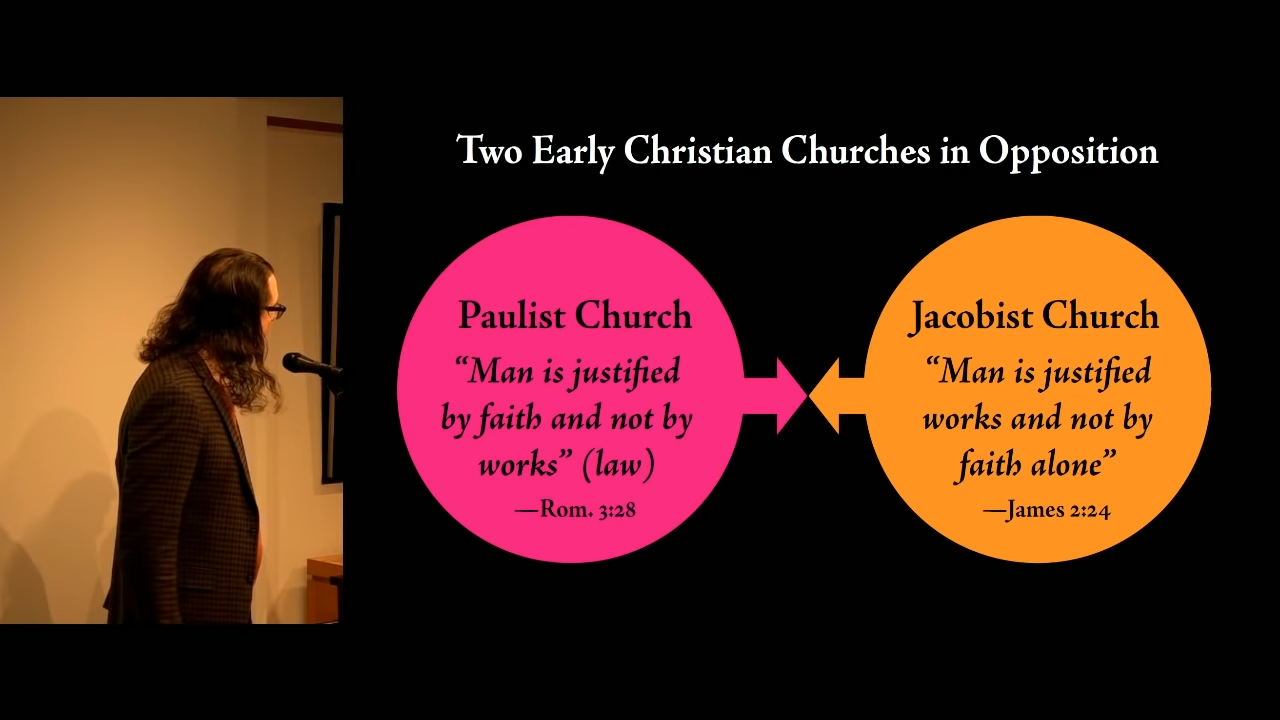 Two Early Christian Churches in Opposition
Paulist Church
“Man is justified
by faith and not by
works” (law)
—Rom. 3:28
Jacobist Church
“Man is justified
works and not by
faith alone”
—James 2:24